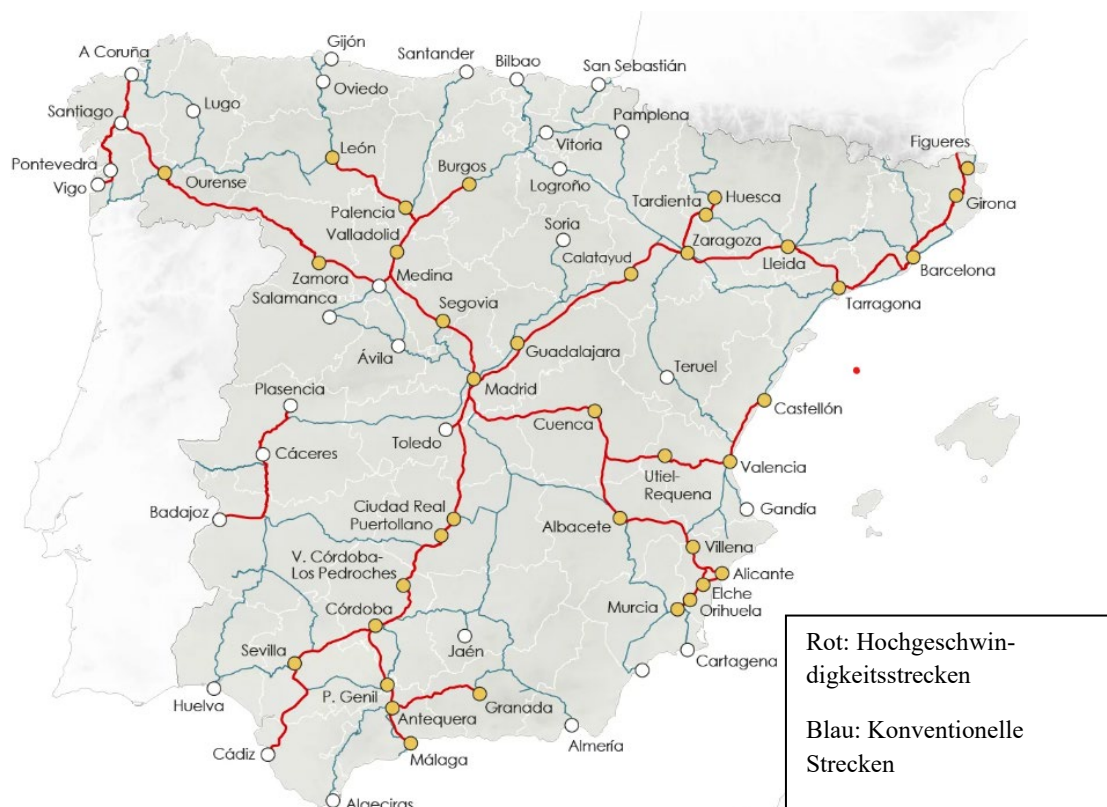 Gijón
Santander
Bilbao
A Coruña
San Sebastián
Oviedo
Lugo
Santiago
Pamplona
Vitoria
León
Figueres
Pontevedra
Burgos
Ourense
Logroño
Vigo
Huesca
Tardienta
Girona
Palencia
Valladolid
Soria
Zaragoza
Calatayud
Lleida
Barcelona
Zamora
Medina
Salamanca
Segovia
Tarragona
Guadalajara
Ávila
Teruel
Madrid
Plasencia
Castellón
Cuenca
Toledo
Cáceres
Valencia
Utiel-
Requena
Ciudad Real
Puertollano
Badajoz
Gandía
Albacete
Villena
V. Córdoba-
Los Pedroches
Alicante
Elche
Murcia
Orihuela
Córdoba
Jaén
Sevilla
Cartagena
P. Genil
Huelva
Antequera
Granada
Almería
Cádiz
Málaga
Algeciras
Rot: Hochgeschwin-
digkeitsstrecken
Blau: Konventionelle
Strecken